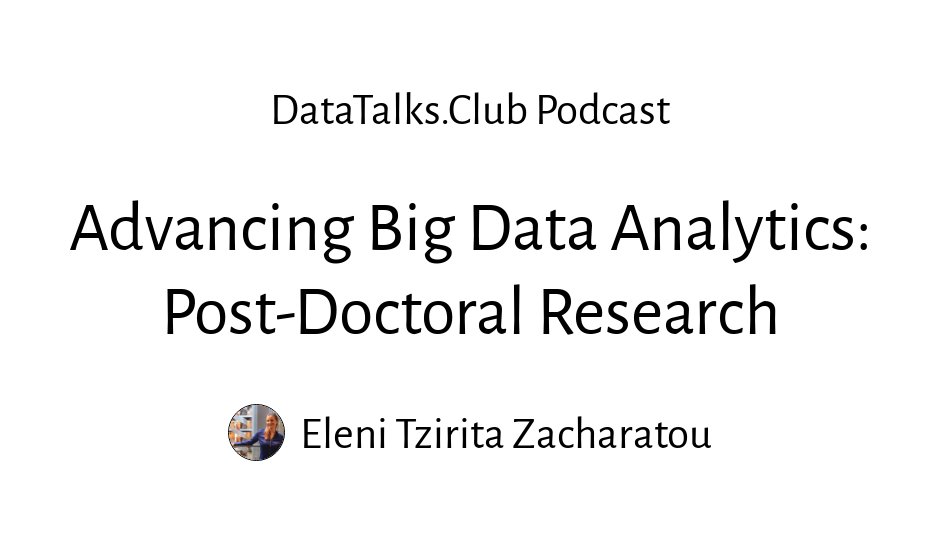 DataTalks.Club Podcast
Advancing Big Data Analytics:
Post-Doctoral Research
Eleni Tzirita Zacharatou